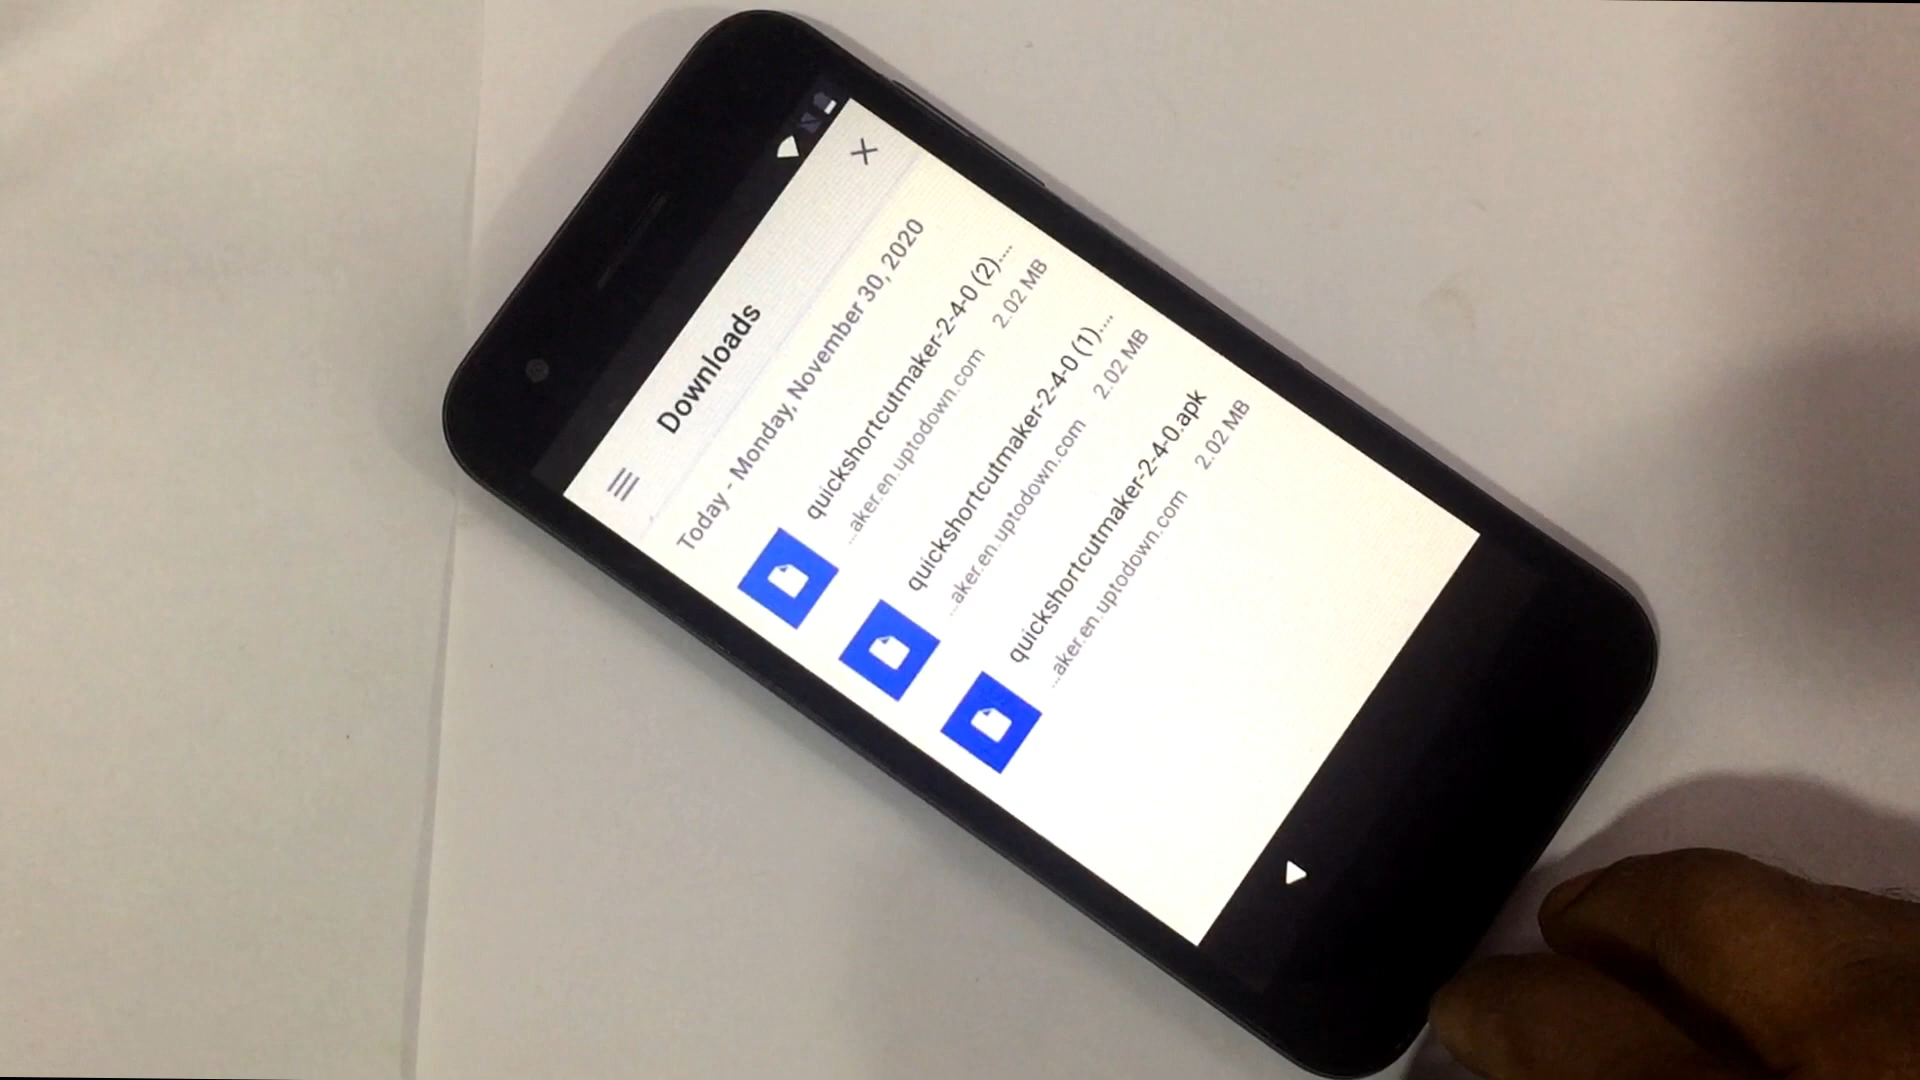 Downloads
Today - Monday, November 30, 2020
quickshortcutmaker-2-4-0 (2)....
...aker.en.uptodown.com 2.02 MB
quickshortcutmaker-2-4-0 (1)....
...aker.en.uptodown.com 2.02 MB
quickshortcutmaker-2-4-0.apk
...aker.en.uptodown.com 2.02 MB